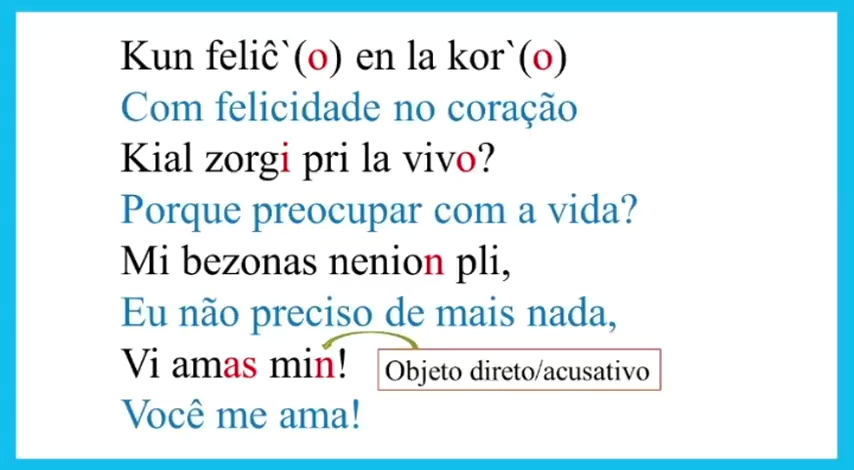 Kun feliĉ`(o) en la kor`(o)
Com felicidade no coração
Kial zorgi pri la vivo?
Porque preocupar com a vida?
Mi bezonas nenion pli,
Eu não preciso de mais nada,
Vi amas min!
Objeto direto/acusativo
Você me ama!